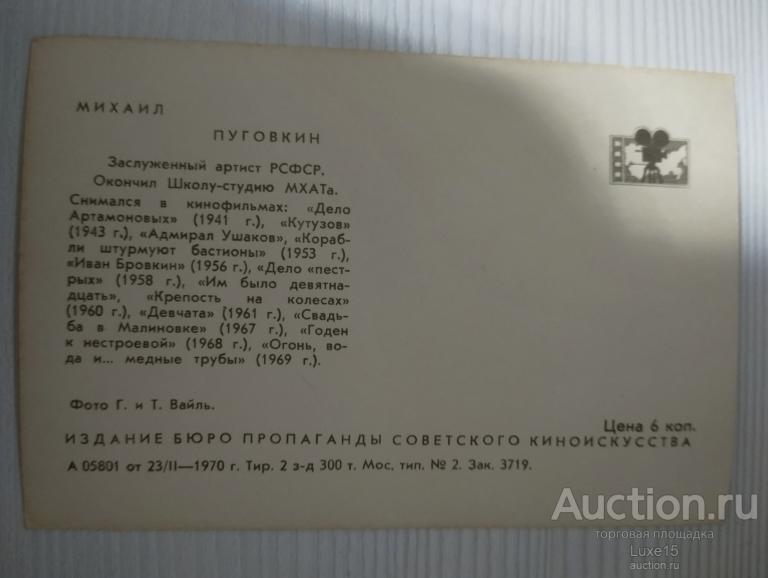 МИХАИЛ
ПУГОВКИН
Заслуженный артист РСФСР.
Окончил Школу-студию МХАТа.
Снимался в кинофильмах: «Дело
Артамоновых» (1941 г.), «Кутузов»
(1943 г.), «Адмирал Ушаков», «Кораб-
ли штурмуют бастионы» (1953 г.),
«Иван Бровкин» (1956 г.), «Дело «пест-
рых» (1958 г.), «Им было девятна-
дцать», «Крепость на колесах»
(1960 г.), «Девчата» (1961 г.), «Свадь-
ба в Малиновке» (1967 г.), «Годен
к нестроевой» (1968 г.), «Огонь, во-
да и... медные трубы» (1969 г.).
Фото Г. и Т. Вайль.
Цена 6 коп.
ИЗДАНИЕ БЮРО ПРОПАГАНДЫ СОВЕТСКОГО КИНОИСКУССТВА
А 05801 от 23/II—1970 г. Тир. 2 з-д 300 т. Мос. тип. № 2. Зак. 3719.
Auction.ru
торговая площадка
Luxe15
auction.ru